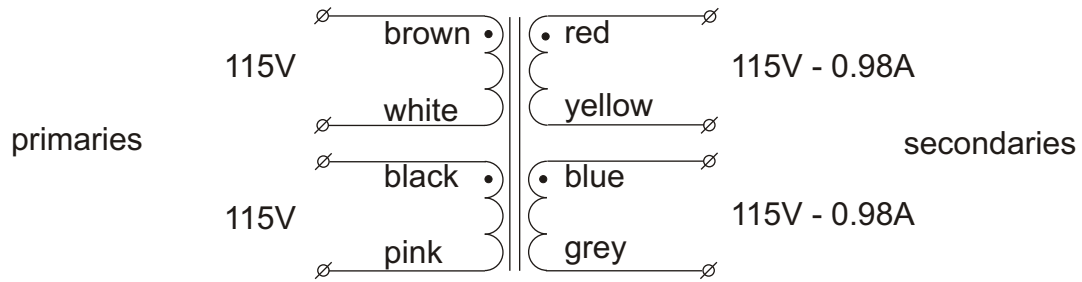 brown
red
115V
115V - 0.98A
white
yellow
primaries
secondaries
black
blue
115V
115V - 0.98A
pink
grey